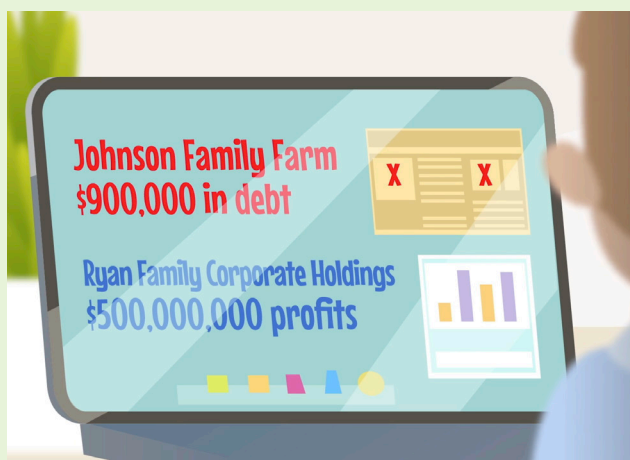 Johnson Family Farm
$900,000 in debt
X X
Ryan Family Corporate Holdings
$500,000,000 profits